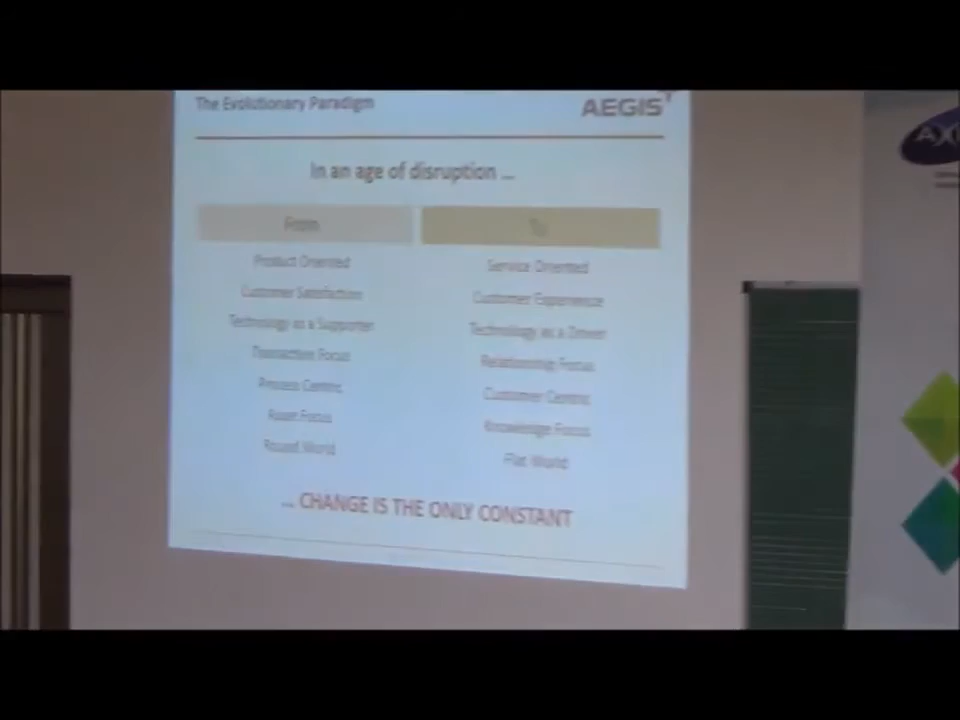 The Evolutionary Paradigm
AEGIS
In an age of disruption ...
From To
Product Oriented Service Oriented
Customer Satisfaction Customer Experience
Technology as a Supporter Technology as a Driver
Transaction Focus Relationship Focus
Process Centric Customer Centric
Asset Focus Knowledge Focus
Round World Flat World
... CHANGE IS THE ONLY CONSTANT